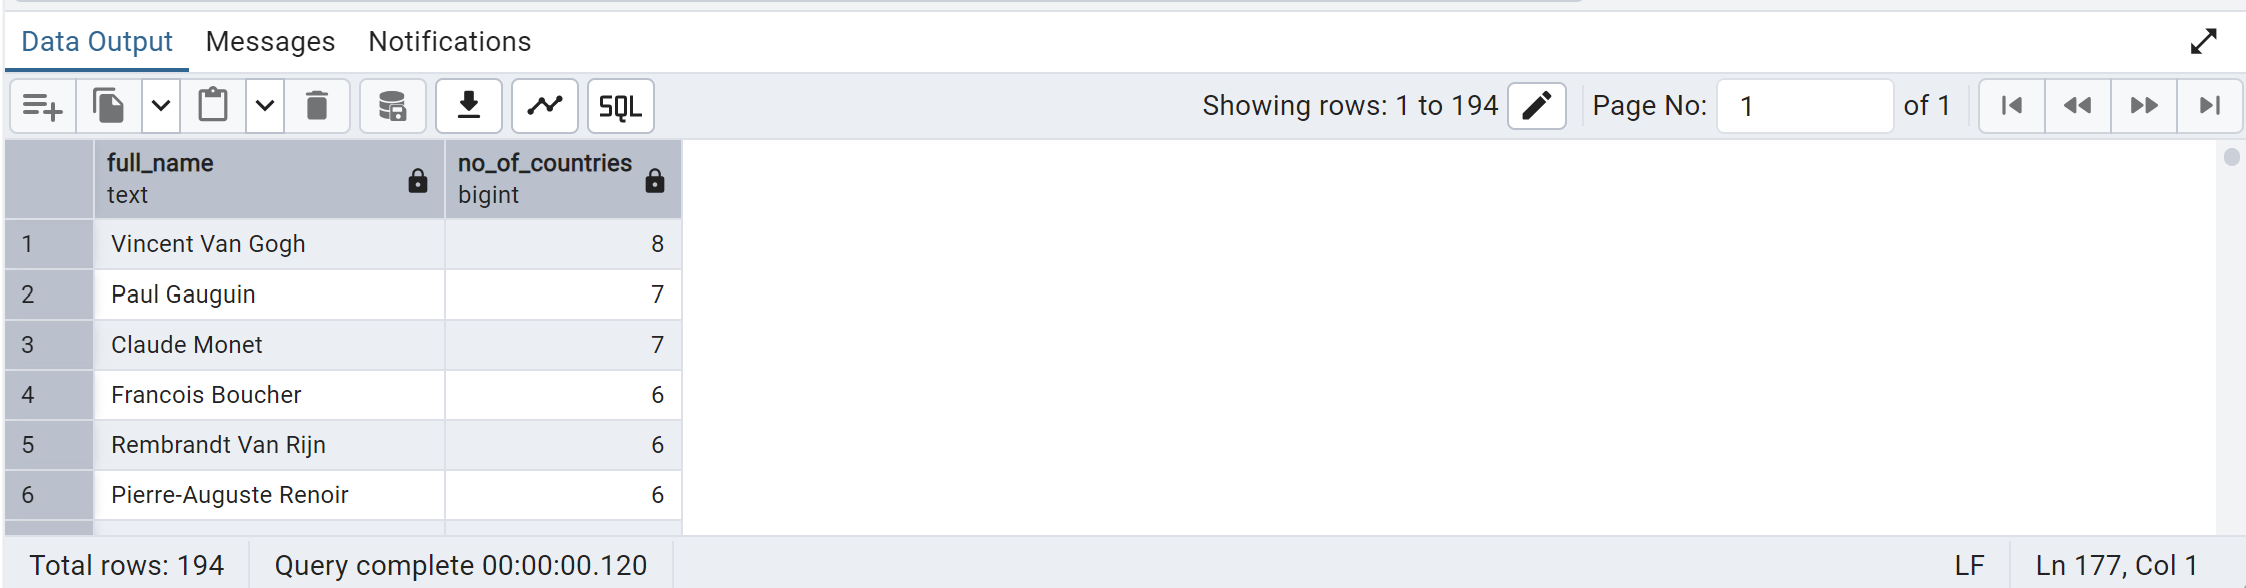 Data Output Messages Notifications
SQL Showing rows: 1 to 194 Page No: 1 of 1
full_name no_of_countries
text bigint
1 Vincent Van Gogh 8
2 Paul Gauguin 7
3 Claude Monet 7
4 Francois Boucher 6
5 Rembrandt Van Rijn 6
6 Pierre-Auguste Renoir 6
Total rows: 194 Query complete 00:00:00.120 LF Ln 177, Col 1